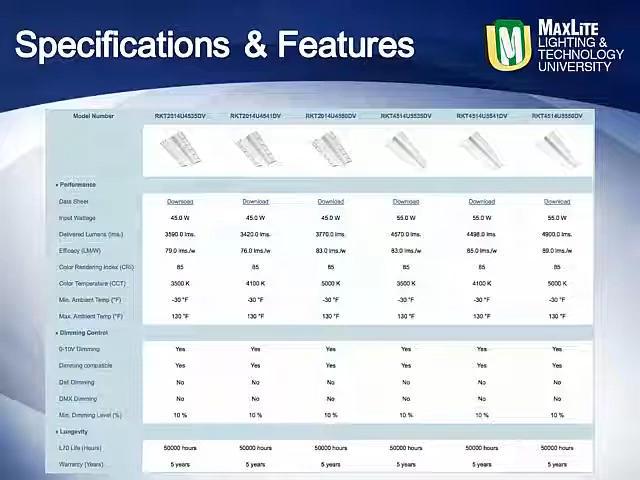 Specifications & Features
MAXLITE
LIGHTING &
TECHNOLOGY
UNIVERSITY
Model Number RKT2014U4535DV RKT2014U4541DV RKT2014U4550DV RKT4514U5535DV RKT4514U5541DV RKT4514U5550DV
Performance
Data Sheet Download Download Download Download Download Download
Input Wattage 45.0 W 45.0 W 45.0 W 55.0 W 55.0 W 55.0 W
Delivered Lumens (lms.) 3590.0 lms. 3420.0 lms. 3770.0 lms. 4570.0 lms. 4498.0 lms. 4900.0 lms.
Efficacy (LM/W) 79.0 lms./w 76.0 lms./w 83.0 lms./w 83.0 lms./w 85.0 lms./w 89.0 lms./w
Color Rendering Index (CRI) 85 85 85 85 85 85
Color Temperature (CCT) 3500 K 4100 K 5000 K 3500 K 4100 K 5000 K
Min. Ambient Temp (°F) -30 °F -30 °F -30 °F -30 °F -30 °F -30 °F
Max. Ambient Temp (°F) 130 °F 130 °F 130 °F 130 °F 130 °F 130 °F
Dimming Control
0-10V Dimming Yes Yes Yes Yes Yes Yes
Dimming compatible Yes Yes Yes Yes Yes Yes
Dali Dimming No No No No No No
DMX Dimming No No No No No No
Min. Dimming Level (%) 10 % 10 % 10 % 10 % 10 % 10 %
Longevity
L70 Life (Hours) 50000 hours 50000 hours 50000 hours 50000 hours 50000 hours 50000 hours
Warranty (Years) 5 years 5 years 5 years 5 years 5 years 5 years